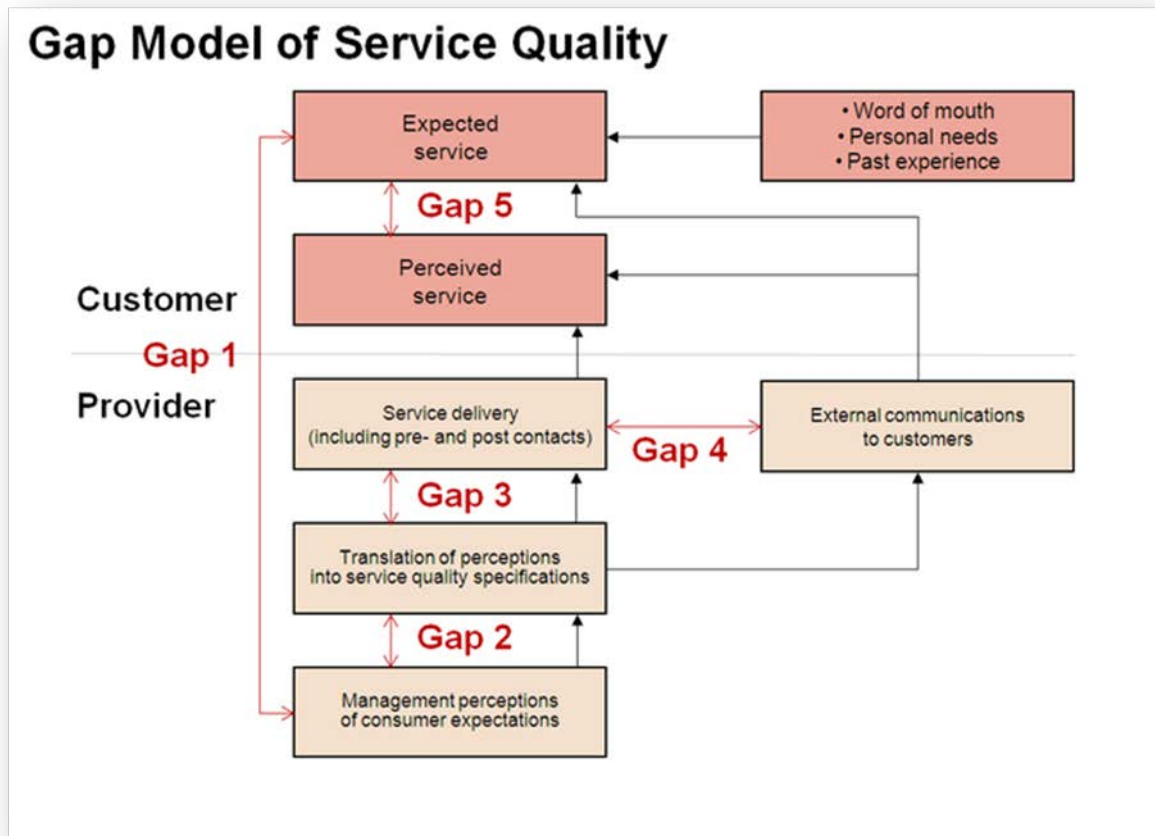 Gap Model of Service Quality
Expected
service
• Word of mouth
• Personal needs
• Past experience
Gap 5
Perceived
service
Customer
Gap 1
Provider
Service delivery
(including pre- and post contacts)
Gap 4
External communications
to customers
Gap 3
Translation of perceptions
into service quality specifications
Gap 2
Management perceptions
of consumer expectations